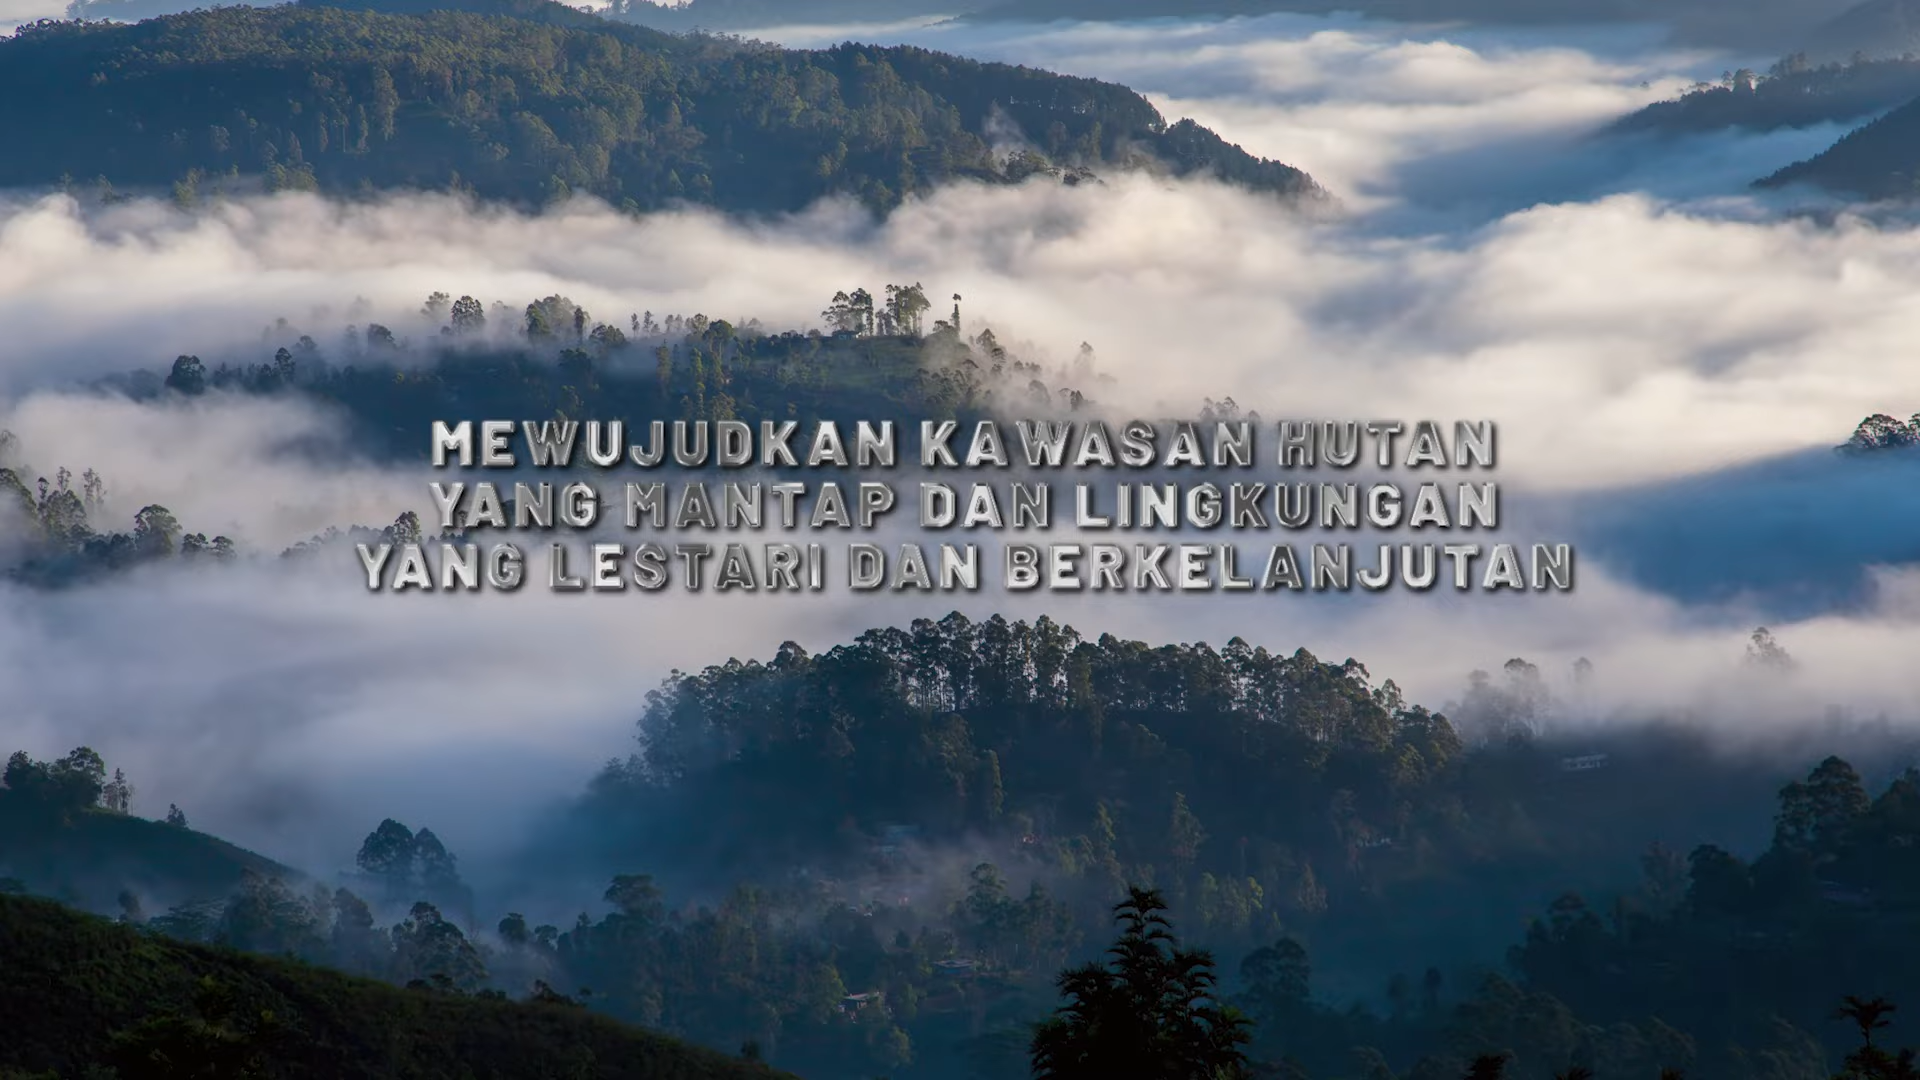 MEWUJUDKAN KAWASAN HUTAN
YANG MANTAP DAN LINGKUNGAN
YANG LESTARI DAN BERKELANJUTAN